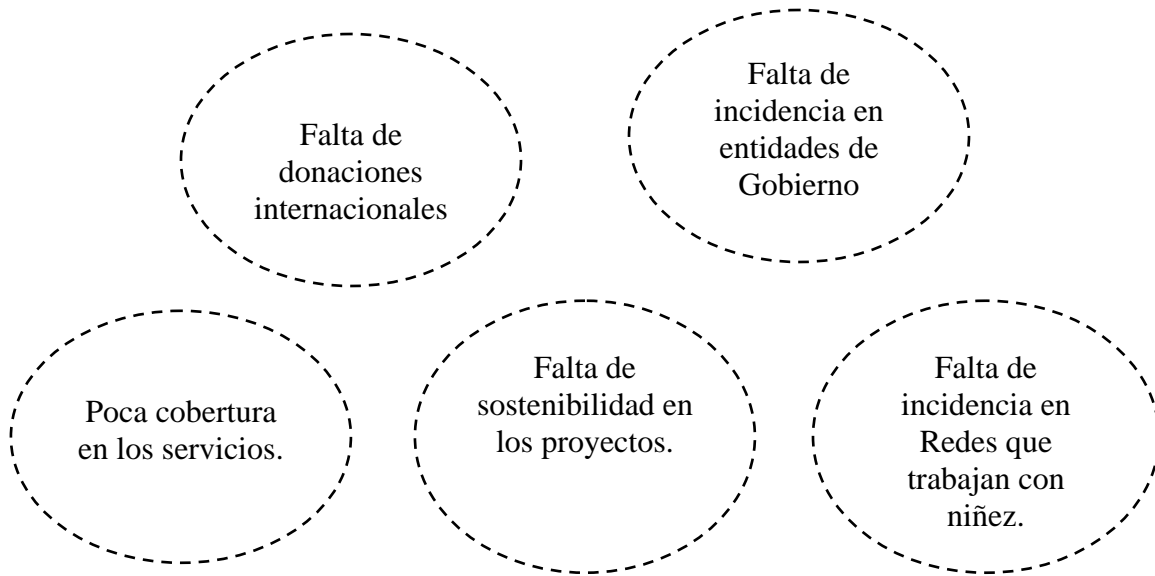 Falta de
donaciones
internacionales
Falta de
incidencia en
entidades de
Gobierno
Poca cobertura
en los servicios.
Falta de
sostenibilidad en
los proyectos.
Falta de
incidencia en
Redes que
trabajan con
niñez.